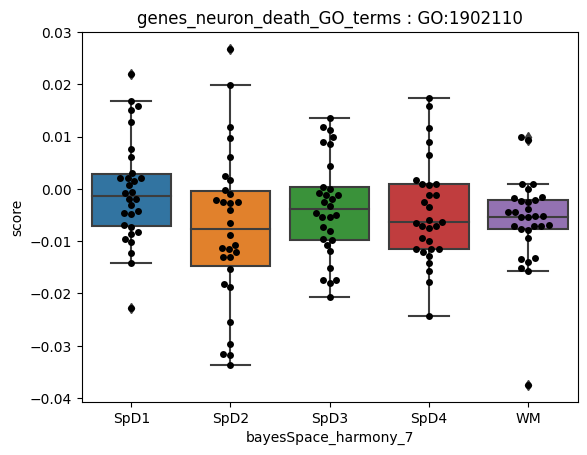 genes_neuron_death_GO_terms : GO:1902110
0.03
0.02
0.01
0.00
−0.01
−0.02
−0.03
−0.04
score
SpD1 SpD2 SpD3 SpD4 WM
bayesSpace_harmony_7